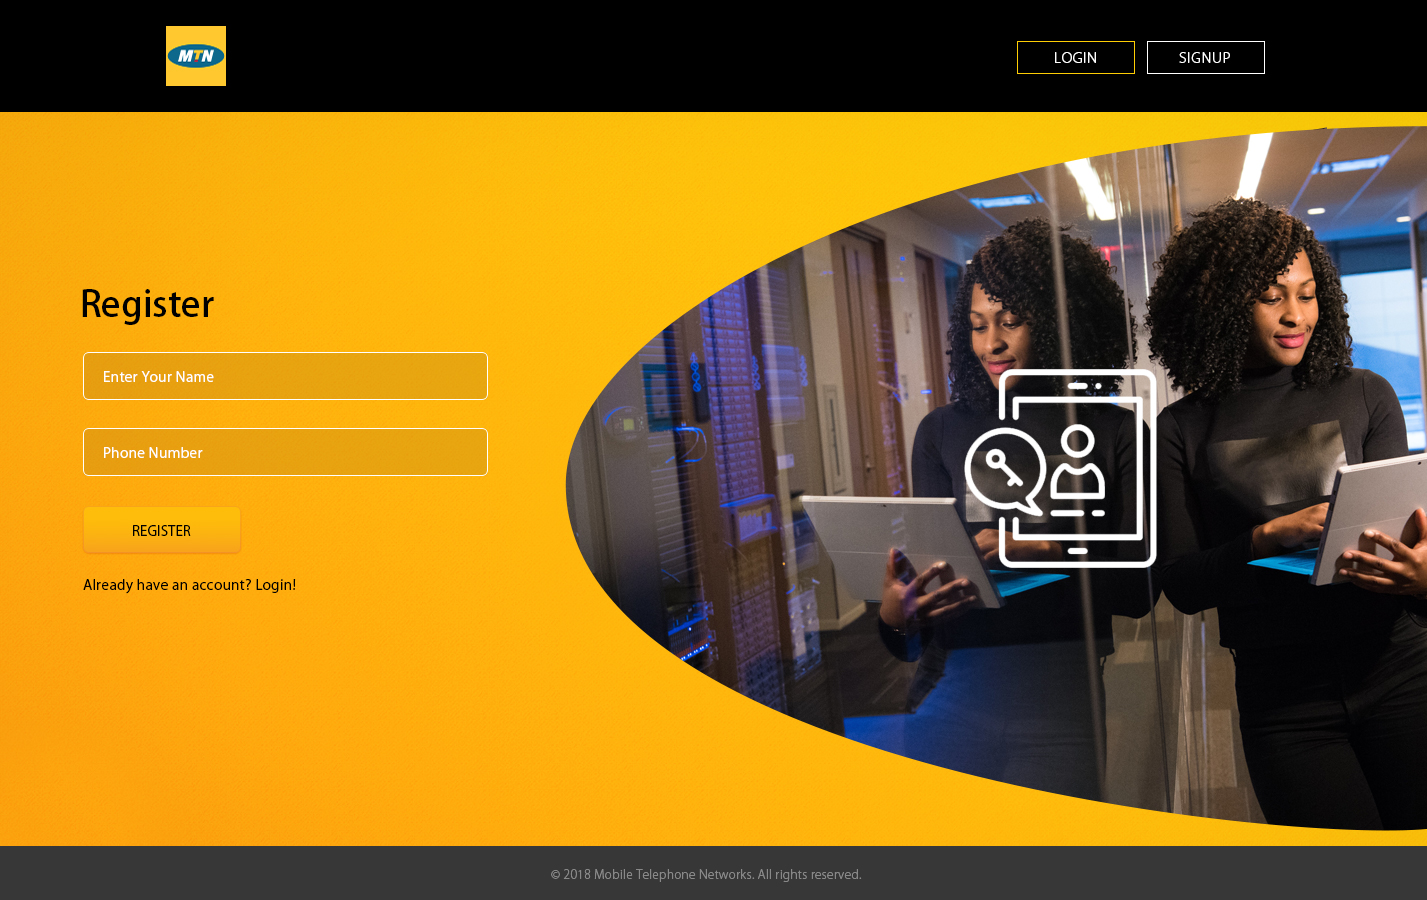 MTN
LOGIN
SIGNUP
Register
Enter Your Name
Phone Number
REGISTER
Already have an account? Login!
© 2018 Mobile Telephone Networks. All rights reserved.